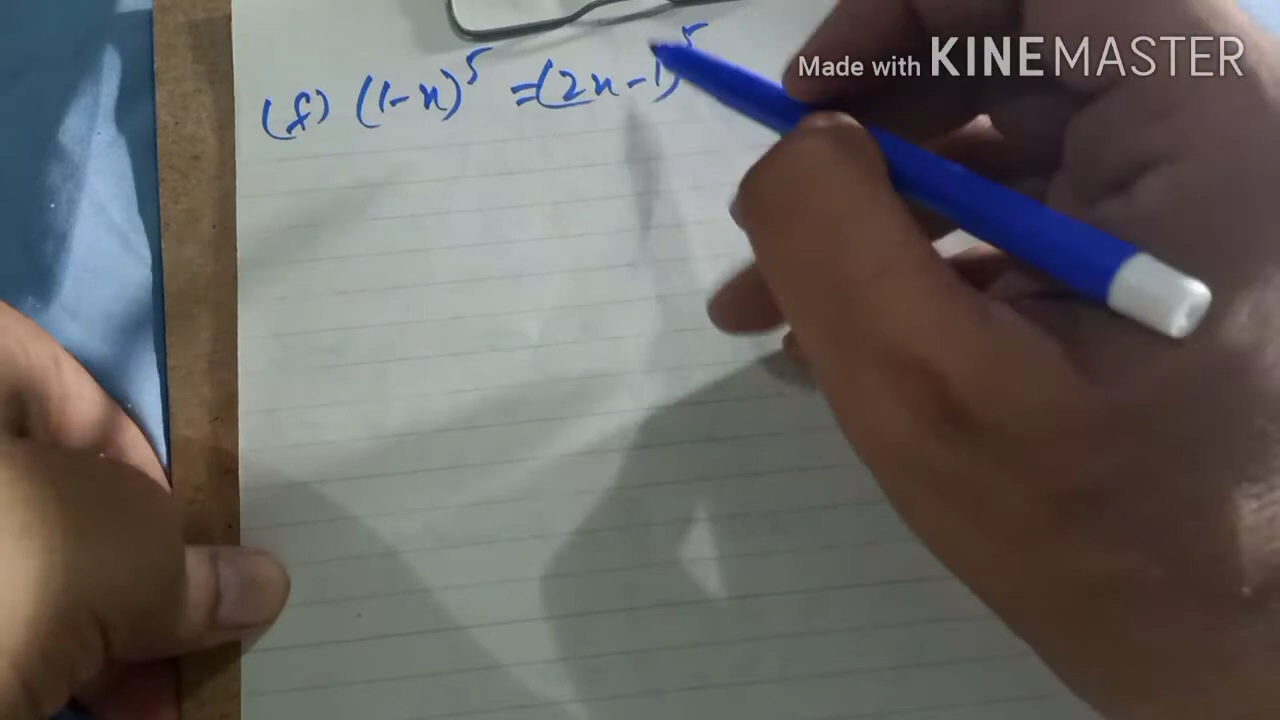 Made with KINEMASTER
(f) (1-x)⁵ = (2x-1)⁵